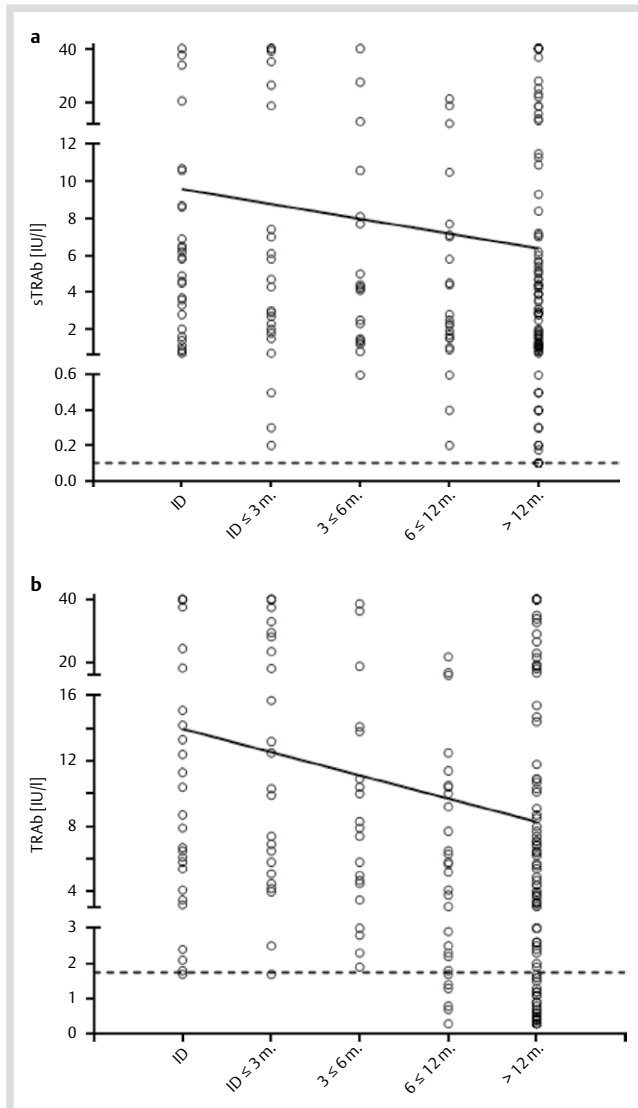 a
sTRAb [IU/l]
40
20
12
10
8
6
4
2
0.6
0.4
0.2
0.0
ID
ID ≤ 3 m.
3 ≤ 6 m.
6 ≤ 12 m.
> 12 m.
b
TRAb [IU/l]
40
20
16
12
8
4
3
2
1
0
ID
ID ≤ 3 m.
3 ≤ 6 m.
6 ≤ 12 m.
> 12 m.